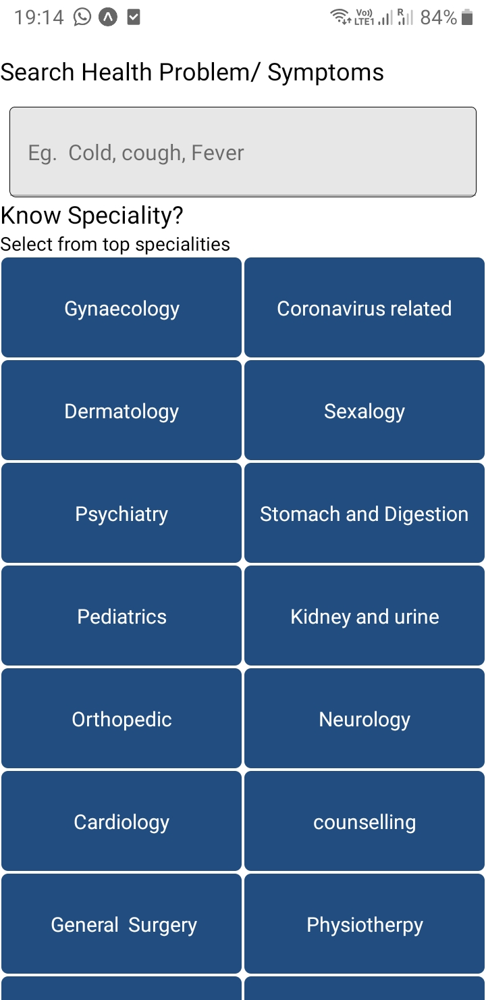 19:14 Vo)) LTE1 R 84%
Search Health Problem/ Symptoms
Eg.  Cold, cough, Fever
Know Speciality?
Select from top specialities
Gynaecology
Coronavirus related
Dermatology
Sexalogy
Psychiatry
Stomach and Digestion
Pediatrics
Kidney and urine
Orthopedic
Neurology
Cardiology
counselling
General  Surgery
Physiotherpy